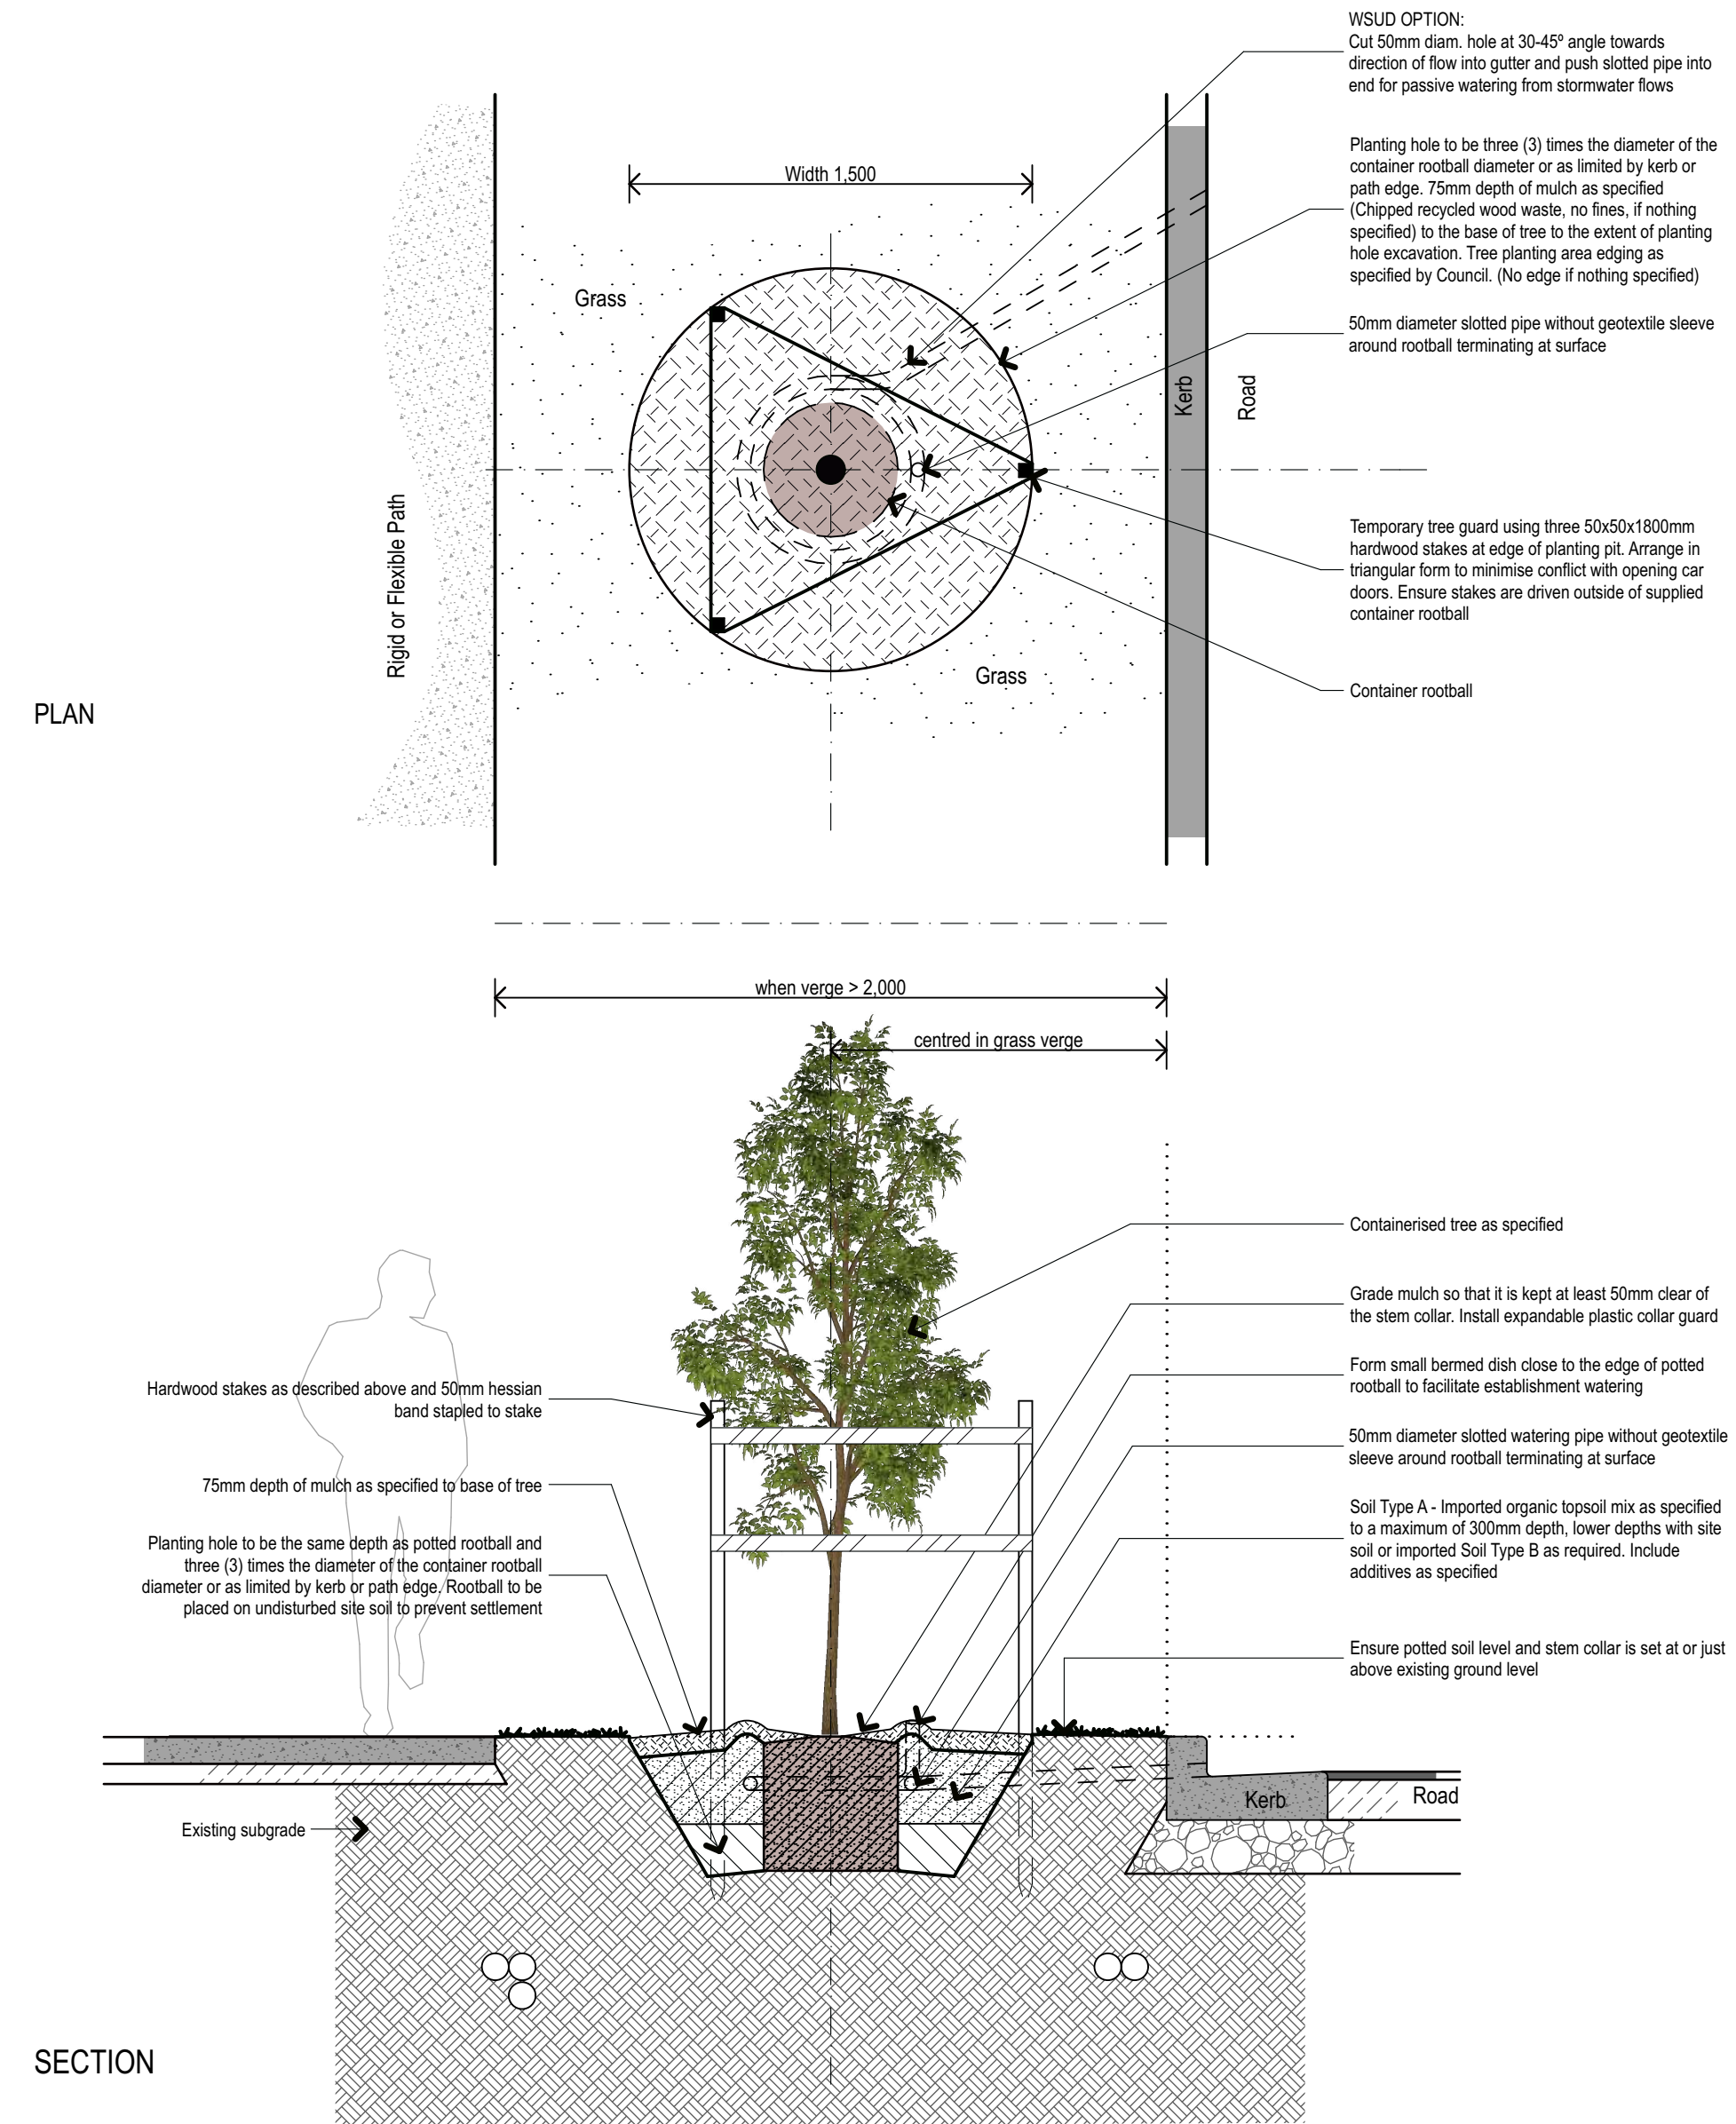 WSUD OPTION:
Cut 50mm diam. hole at 30-45º angle towards
direction of flow into gutter and push slotted pipe into
end for passive watering from stormwater flows
Planting hole to be three (3) times the diameter of the
container rootball diameter or as limited by kerb or
path edge. 75mm depth of mulch as specified
(Chipped recycled wood waste, no fines, if nothing
specified) to the base of tree to the extent of planting
hole excavation. Tree planting area edging as
specified by Council. (No edge if nothing specified)
Width 1,500
Grass
50mm diameter slotted pipe without geotextile sleeve
around rootball terminating at surface
Kerb
Road
Rigid or Flexible Path
Temporary tree guard using three 50x50x1800mm
hardwood stakes at edge of planting pit. Arrange in
triangular form to minimise conflict with opening car
doors. Ensure stakes are driven outside of supplied
container rootball
Grass
Container rootball
PLAN
when verge > 2,000
centred in grass verge
Containerised tree as specified
Grade mulch so that it is kept at least 50mm clear of
the stem collar. Install expandable plastic collar guard
Form small bermed dish close to the edge of potted
rootball to facilitate establishment watering
Hardwood stakes as described above and 50mm hessian
band stapled to stake
50mm diameter slotted watering pipe without geotextile
sleeve around rootball terminating at surface
75mm depth of mulch as specified to base of tree
Soil Type A - Imported organic topsoil mix as specified
to a maximum of 300mm depth, lower depths with site
soil or imported Soil Type B as required. Include
additives as specified
Planting hole to be the same depth as potted rootball and
three (3) times the diameter of the container rootball
diameter or as limited by kerb or path edge. Rootball to be
placed on undisturbed site soil to prevent settlement
Ensure potted soil level and stem collar is set at or just
above existing ground level
Kerb
Road
Existing subgrade
SECTION